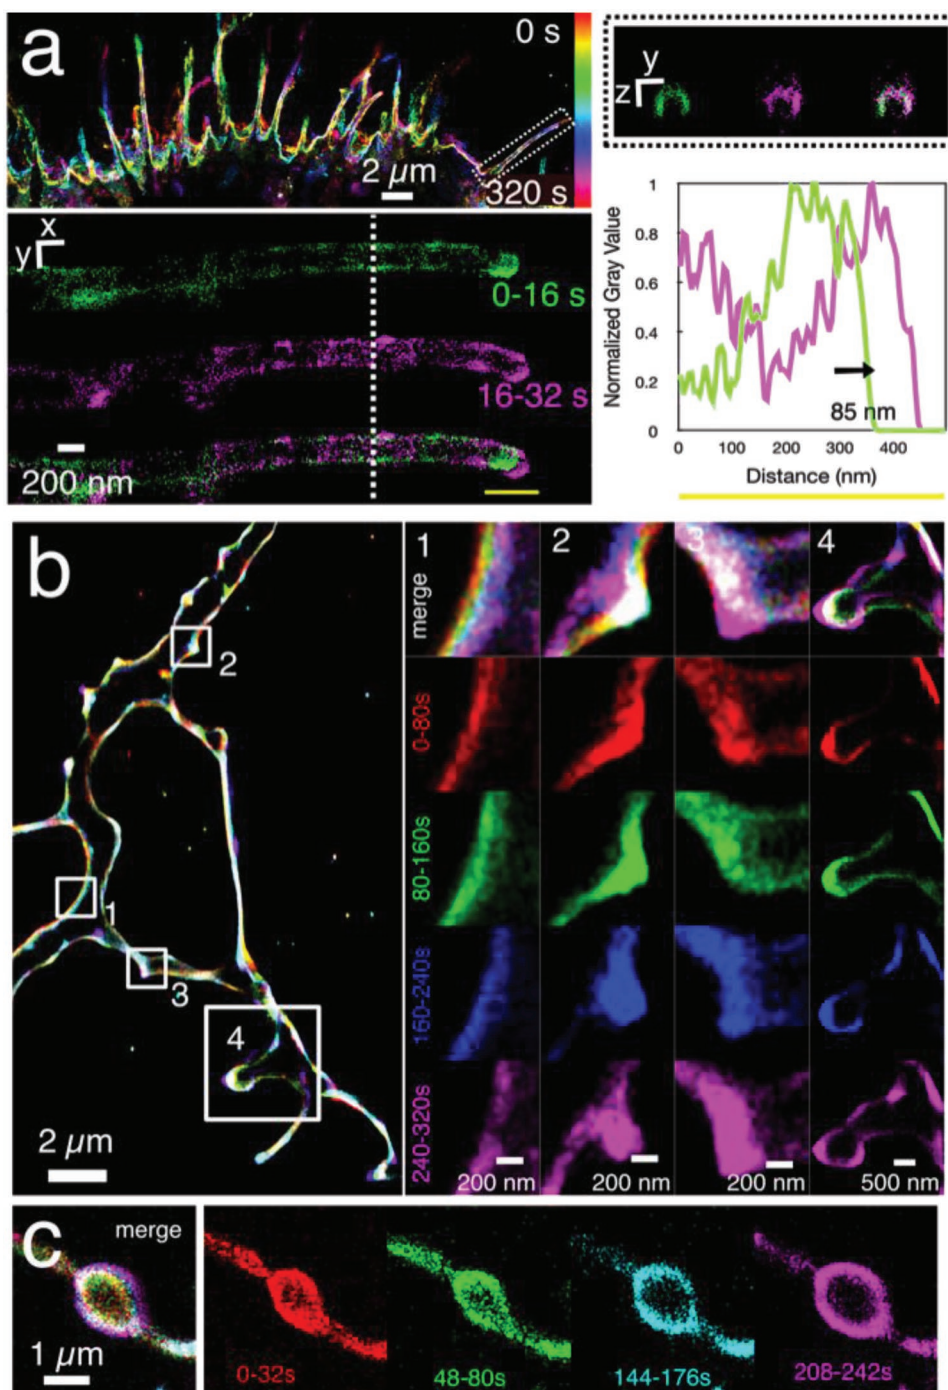 a
0 s
2 μm
320 s
y
z
x
y
0-16 s
16-32 s
200 nm
Normalized Gray Value
1
0.8
0.6
0.4
0.2
0
85 nm
0 100 200 300 400
Distance (nm)
b
2
1
3
4
2 μm
1 2 3 4
merge
0-80s
80-160s
160-240s
240-320s
200 nm 200 nm 200 nm 500 nm
c
merge
1 μm
0-32s 48-80s 144-176s 208-242s